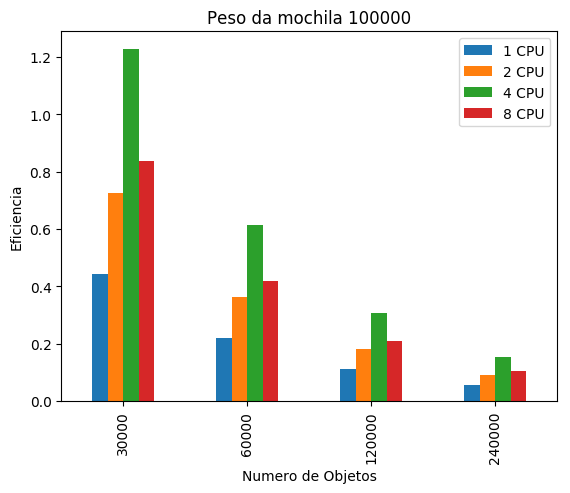 Peso da mochila 100000
1 CPU
2 CPU
4 CPU
8 CPU
Eficiencia
1.2
1.0
0.8
0.6
0.4
0.2
0.0
30000
60000
120000
240000
Numero de Objetos